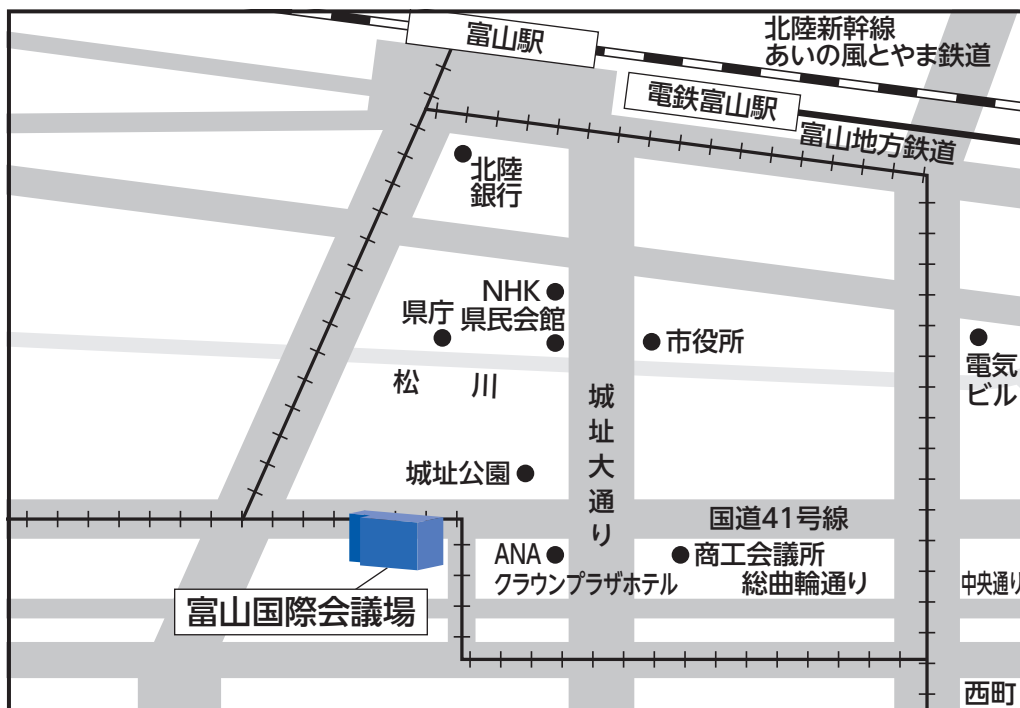 富山駅
北陸新幹線
あいの風とやま鉄道
電鉄富山駅
富山地方鉄道
北陸
銀行
NHK
県庁
県民会館
市役所
電気
ビル
松川
城址大通り
城址公園
国道41号線
ANA
クラウンプラザホテル
商工会議所
総曲輪通り
中央通り
富山国際会議場
西町